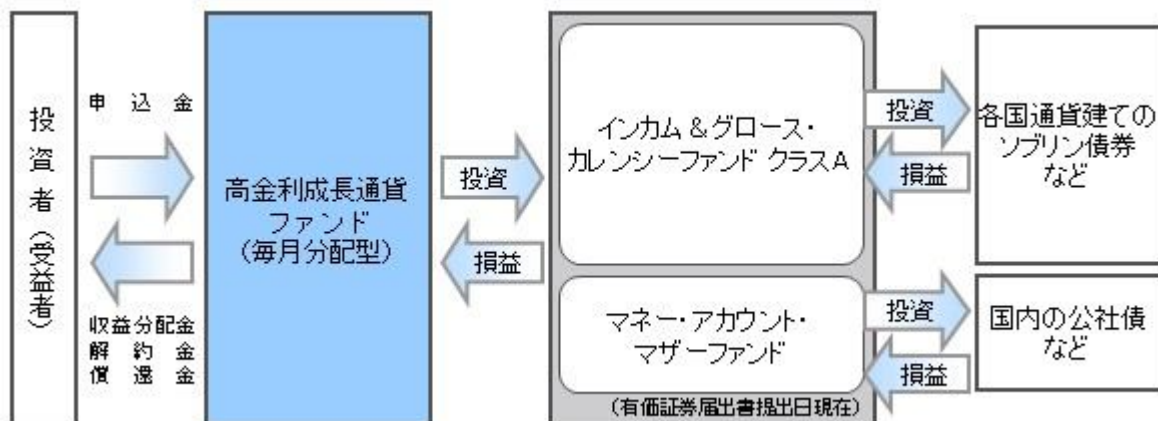 投資者(受益者)
申込金
収益分配金
解約金
償還金
高金利成長通貨
ファンド
(毎月分配型)
投資
損益
インカム&グロース・
カレンシーファンド クラスA
マネー・アカウント・
マザーファンド
(有価証券届出書提出日現在)
投資
損益
投資
損益
各国通貨建ての
ソブリン債券
など
国内の公社債
など